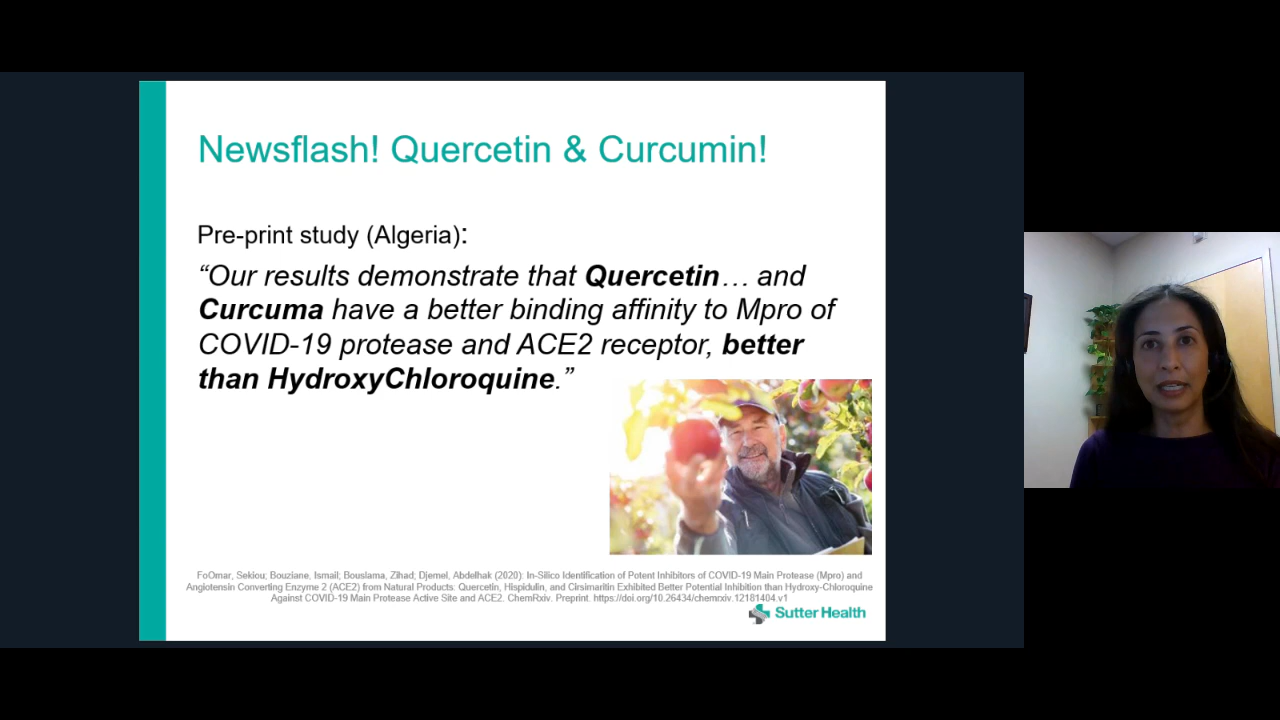 Newsflash! Quercetin & Curcumin!
Pre-print study (Algeria):
“Our results demonstrate that Quercetin… and
Curcuma have a better binding affinity to Mpro of
COVID-19 protease and ACE2 receptor, better
than HydroxyChloroquine.”
FoOmar, Sekiou; Bouziane, Ismail; Bouslama, Zihad; Djemel, Abdelhak (2020): In-Silico Identification of Potent Inhibitors of COVID-19 Main Protease (Mpro) and
Angiotensin Converting Enzyme 2 (ACE2) from Natural Products: Quercetin, Hispidulin, and Cirsimaritin Exhibited Better Potential Inhibition than Hydroxy-Chloroquine
Against COVID-19 Main Protease Active Site and ACE2. ChemRxiv. Preprint. https://doi.org/10.26434/chemrxiv.12181404.v1
Sutter Health